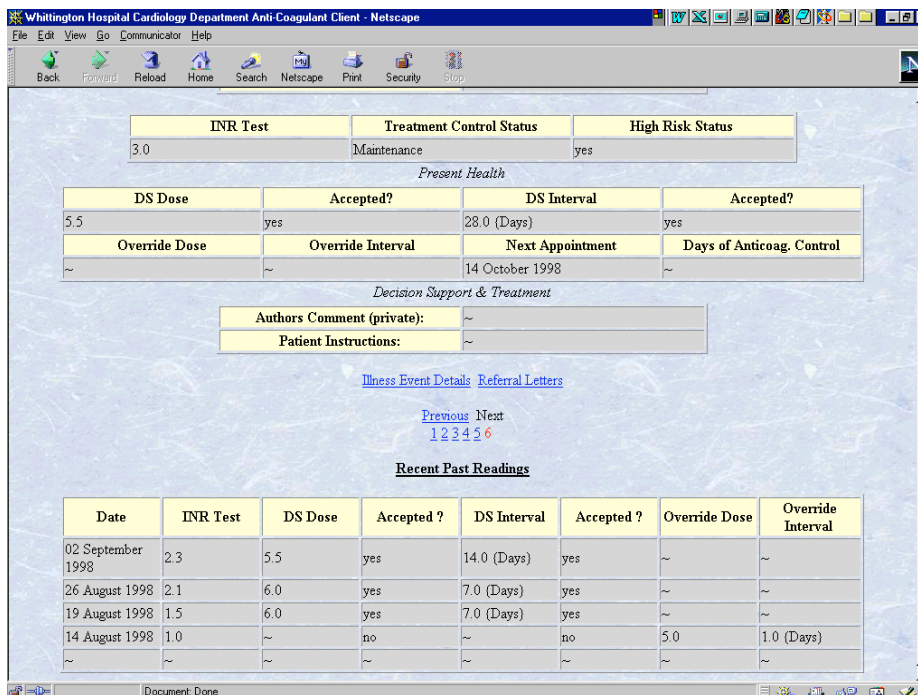 Whittington Hospital Cardiology Department Anti-Coagulant Client - Netscape
File Edit View Go Communicator Help
Back Forward Reload Home Search Netscape Print Security Stop
INR Test Treatment Control Status High Risk Status
3.0 Maintenance yes
Present Health
DS Dose Accepted? DS Interval Accepted?
5.5 yes 28.0 (Days) yes
Override Dose Override Interval Next Appointment Days of Anticoag. Control
~ ~ 14 October 1998 ~
Decision Support & Treatment
Authors Comment (private): ~
Patient Instructions: ~
Illness Event Details Referral Letters
Previous Next
1 2 3 4 5 6
Recent Past Readings
Date INR Test DS Dose Accepted ? DS Interval Accepted ? Override Dose Override Interval
02 September 1998 2.3 5.5 yes 14.0 (Days) yes ~ ~
26 August 1998 2.1 6.0 yes 7.0 (Days) yes ~ ~
19 August 1998 1.5 6.0 yes 7.0 (Days) yes ~ ~
14 August 1998 1.0 ~ no ~ no 5.0 1.0 (Days)
~ ~ ~ ~ ~ ~ ~ ~
Document: Done